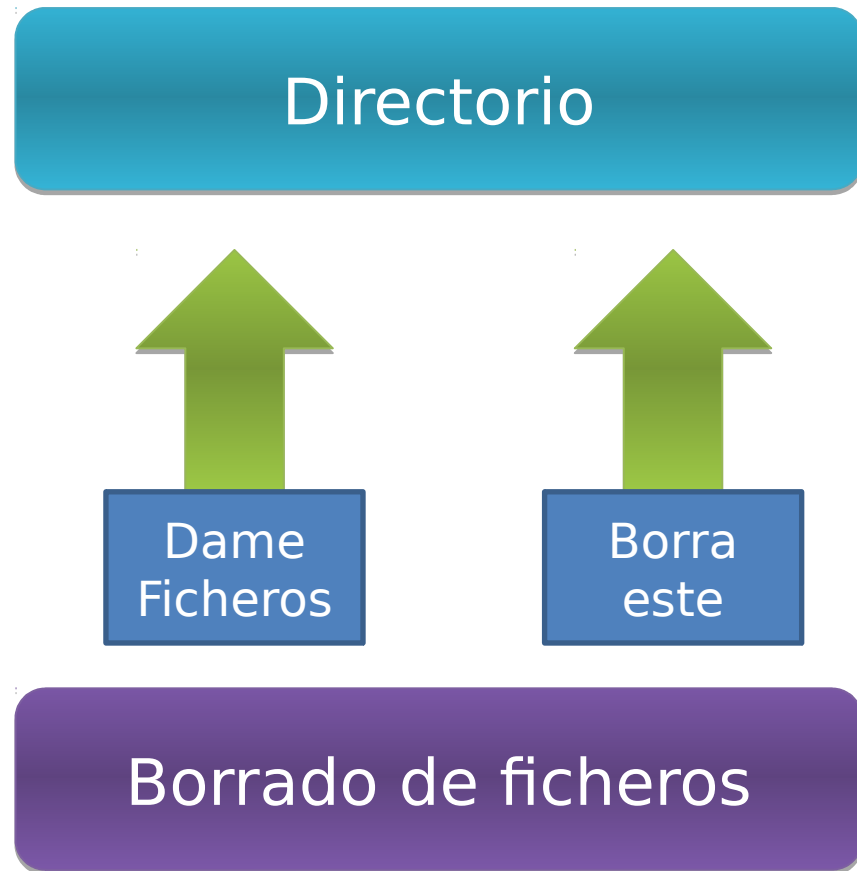 Directorio
Dame
Ficheros
Borra
este
Borrado de ficheros